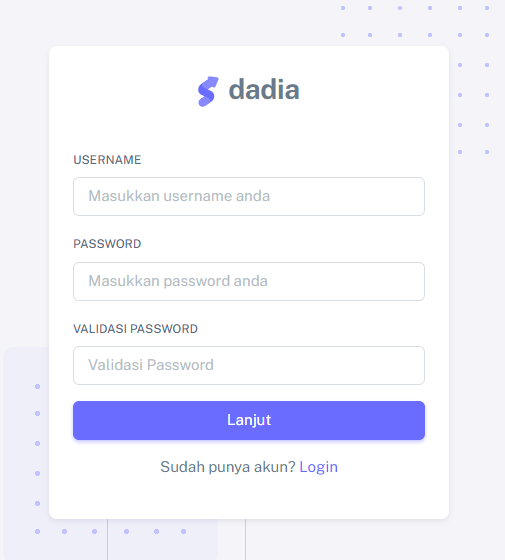 dadia
USERNAME
Masukkan username anda
PASSWORD
Masukkan password anda
VALIDASI PASSWORD
Validasi Password
Lanjut
Sudah punya akun? Login